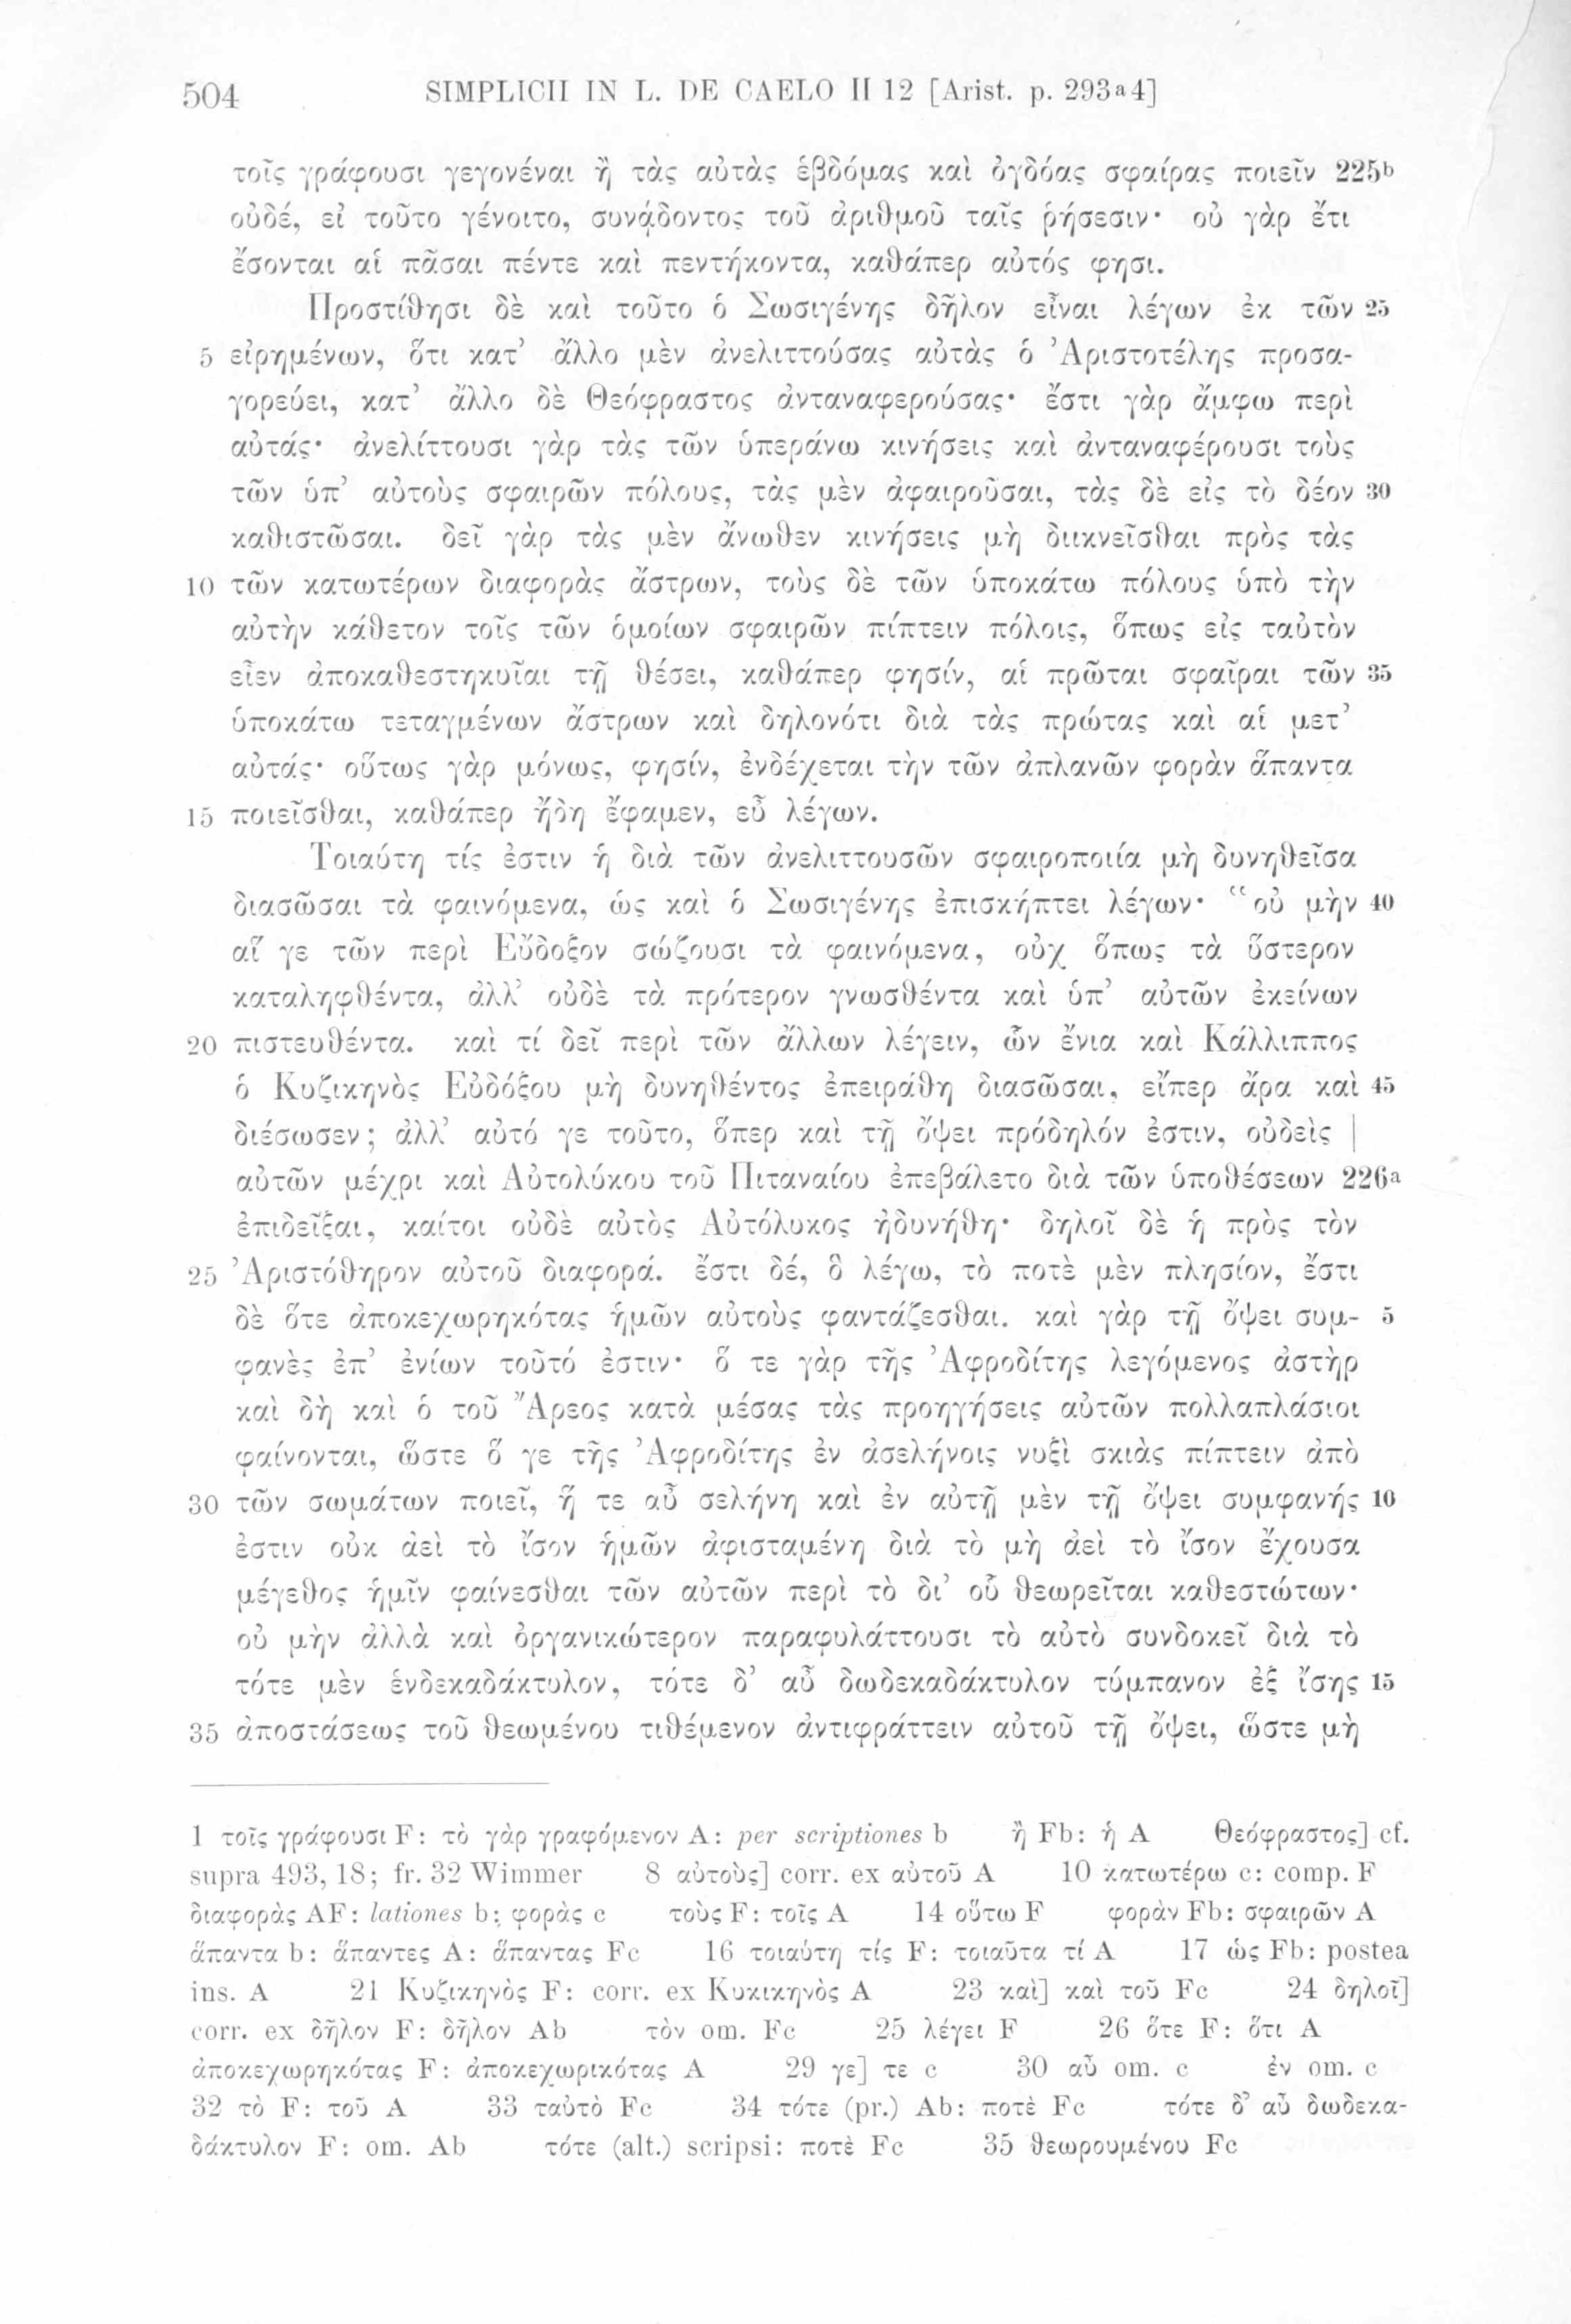 504 SIMPLICII IN L. DE CAELO II 12 [Arist. p. 293a4]
τοῖς γράφουσι γεγονέναι ἢ τὰς αὐτὰς ἑβδόμας καὶ ὀγδόας σφαίρας ποιεῖν 225b
οὐδέ, εἰ τοῦτο γένοιτο, συνᾴδοντος τοῦ ἀριθμοῦ ταῖς ῥήσεσιν· οὐ γὰρ ἔτι
ἔσονται αἱ πᾶσαι πέντε καὶ πεντήκοντα, καθάπερ αὐτός φησι.
Προστίθησι δὲ καὶ τοῦτο ὁ Σωσιγένης δῆλον εἶναι λέγων ἐκ τῶν 25
5 εἰρημένων, ὅτι κατ’ ἄλλο μὲν ἀνελιττούσας αὐτὰς ὁ Ἀριστοτέλης προσα-
γορεύει, κατ’ ἄλλο δὲ Θεόφραστος ἀνταναφερούσας· ἔστι γὰρ ἄμφω περὶ
αὐτάς· ἀνελίττουσι γὰρ τὰς τῶν ὑπεράνω κινήσεις καὶ ἀνταναφέρουσι τοὺς
τῶν ὑπ’ αὐτοὺς σφαιρῶν πόλους, τὰς μὲν ἀφαιροῦσαι, τὰς δὲ εἰς τὸ δέον 30
καθιστῶσαι. δεῖ γὰρ τὰς μὲν ἄνωθεν κινήσεις μὴ διικνεῖσθαι πρὸς τὰς
10 τῶν κατωτέρων διαφορὰς ἄστρων, τοὺς δὲ τῶν ὑποκάτω πόλους ὑπὸ τὴν
αὐτὴν κάθετον τοῖς τῶν ὁμοίων σφαιρῶν πίπτειν πόλοις, ὅπως εἰς ταὐτὸν
εἶεν ἀποκαθεστηκυῖαι τῇ θέσει, καθάπερ φησίν, αἱ πρῶται σφαῖραι τῶν 35
ὑποκάτω τεταγμένων ἄστρων καὶ δηλονότι διὰ τὰς πρώτας καὶ αἱ μετ’
αὐτάς· οὕτως γὰρ μόνως, φησίν, ἐνδέχεται τὴν τῶν ἀπλανῶν φορὰν ἅπαντα
15 ποιεῖσθαι, καθάπερ ἤδη ἔφαμεν, εὖ λέγων.
Τοιαύτη τίς ἐστιν ἡ διὰ τῶν ἀνελιττουσῶν σφαιροποιία μὴ δυνηθεῖσα
διασῶσαι τὰ φαινόμενα, ὡς καὶ ὁ Σωσιγένης ἐπισκήπτει λέγων· “οὐ μὴν 40
αἵ γε τῶν περὶ Εὔδοξον σώζουσι τὰ φαινόμενα, οὐχ ὅπως τὰ ὕστερον
καταληφθέντα, ἀλλ’ οὐδὲ τὰ πρότερον γνωσθέντα καὶ ὑπ’ αὐτῶν ἐκείνων
20 πιστευθέντα. καὶ τί δεῖ περὶ τῶν ἄλλων λέγειν, ὧν ἔνια καὶ Κάλλιππος
ὁ Κυζικηνὸς Εὐδόξου μὴ δυνηθέντος ἐπειράθη διασῶσαι, εἴπερ ἄρα καὶ 45
διέσωσεν; ἀλλ’ αὐτό γε τοῦτο, ὅπερ καὶ τῇ ὄψει πρόδηλόν ἐστιν, οὐδεὶς |
αὐτῶν μέχρι καὶ Αὐτολύκου τοῦ Πιταναίου ἐπεβάλετο διὰ τῶν ὑποθέσεων 226a
ἐπιδεῖξαι, καίτοι οὐδὲ αὐτὸς Αὐτόλυκος ἠδυνήθη· δηλοῖ δὲ ἡ πρὸς τὸν
25 Ἀριστόθηρον αὐτοῦ διαφορά. ἔστι δέ, ὃ λέγω, τὸ ποτὲ μὲν πλησίον, ἔστι
δὲ ὅτε ἀποκεχωρηκότας ἡμῶν αὐτοὺς φαντάζεσθαι. καὶ γὰρ τῇ ὄψει συμ- 5
φανὲς ἐπ’ ἐνίων τοῦτό ἐστιν· ὅ τε γὰρ τῆς Ἀφροδίτης λεγόμενος ἀστὴρ
καὶ δὴ καὶ ὁ τοῦ Ἄρεος κατὰ μέσας τὰς προηγήσεις αὐτῶν πολλαπλάσιοι
φαίνονται, ὥστε ὅ γε τῆς Ἀφροδίτης ἐν ἀσελήνοις νυξὶ σκιὰς πίπτειν ἀπὸ
30 τῶν σωμάτων ποιεῖ, ἥ τε αὖ σελήνη καὶ ἐν αὐτῇ μὲν τῇ ὄψει συμφανής 10
ἐστιν οὐκ ἀεὶ τὸ ἴσον ἡμῶν ἀφισταμένη διὰ τὸ μὴ ἀεὶ τὸ ἴσον ἔχουσα
μέγεθος ἡμῖν φαίνεσθαι τῶν αὐτῶν περὶ τὸ δι’ οὗ θεωρεῖται καθεστώτων·
οὐ μὴν ἀλλὰ καὶ ὀργανικώτερον παραφυλάττουσι τὸ αὐτὸ συνδοκεῖ διὰ τὸ
τότε μὲν ἑνδεκαδάκτυλον, τότε δ’ αὖ δωδεκαδάκτυλον τύμπανον ἐξ ἴσης 15
35 ἀποστάσεως τοῦ θεωμένου τιθέμενον ἀντιφράττειν αὐτοῦ τῇ ὄψει, ὥστε μὴ
1 τοῖς γράφουσι F: τὸ γὰρ γραφόμενον A: per scriptiones b ἢ Fb: ἡ A Θεόφραστος] cf.
supra 493, 18; fr. 32 Wimmer 8 αὐτοὺς] corr. ex αὐτοῦ A 10 κατωτέρω c: comp. F
διαφορὰς AF: lationes b: φορὰς c τοὺς F: τοῖς A 14 οὕτω F φορὰν Fb: σφαιρῶν A
ἅπαντα b: ἅπαντες A: ἅπαντας Fc 16 τοιαύτη τίς F: τοιαῦτα τί A 17 ὡς Fb: postea
ins. A 21 Κυζικηνὸς F: corr. ex Κυκικηνὸς A 23 καὶ] καὶ τοῦ Fc 24 δηλοῖ]
corr. ex δῆλον F: δῆλον Ab τὸν om. Fc 25 λέγει F 26 ὅτε F: ὅτι A
ἀποκεχωρηκότας F: ἀποκεχωρικότας A 29 γε] τε c 30 αὖ om. c ἐν om. c
32 τὸ F: τοῦ A 33 ταὐτὸ Fc 34 τότε (pr.) Ab: ποτὲ Fc τότε δ’ αὖ δωδεκα-
δάκτυλον F: om. Ab τότε (alt.) scripsi: ποτὲ Fc 35 θεωρουμένου Fc